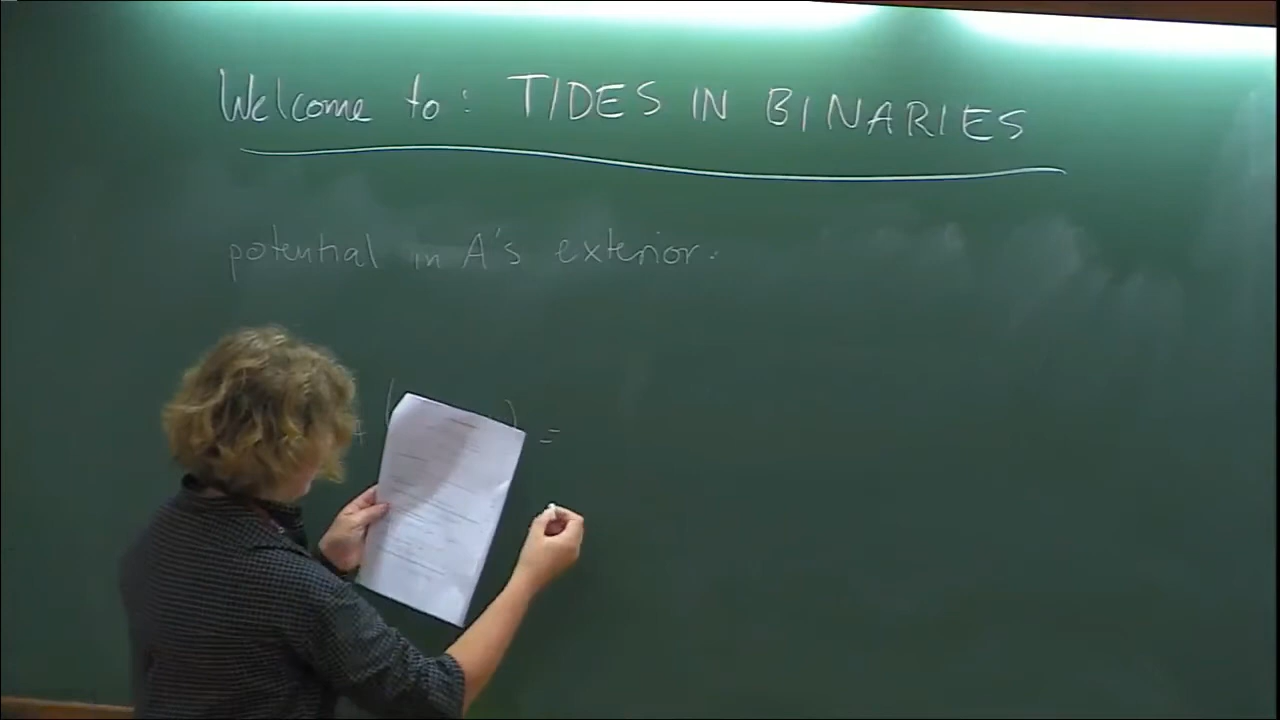 Welcome to: TIDES IN BINARIES
potential in A's exterior.
+ ( ) =